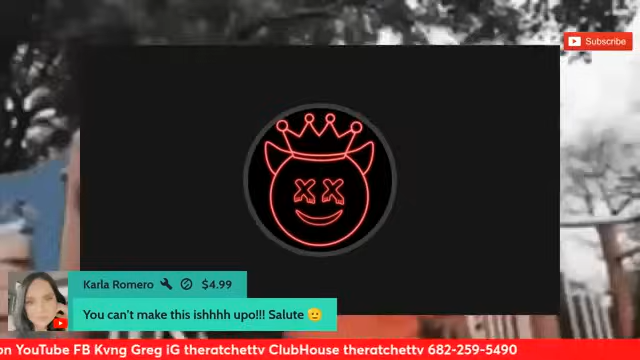 Subscribe
Karla Romero $4.99
You can't make this ishhhh upo!!! Salute 🫡
on YouTube FB Kvng Greg iG theratchettv ClubHouse theratchettv 682-259-5490